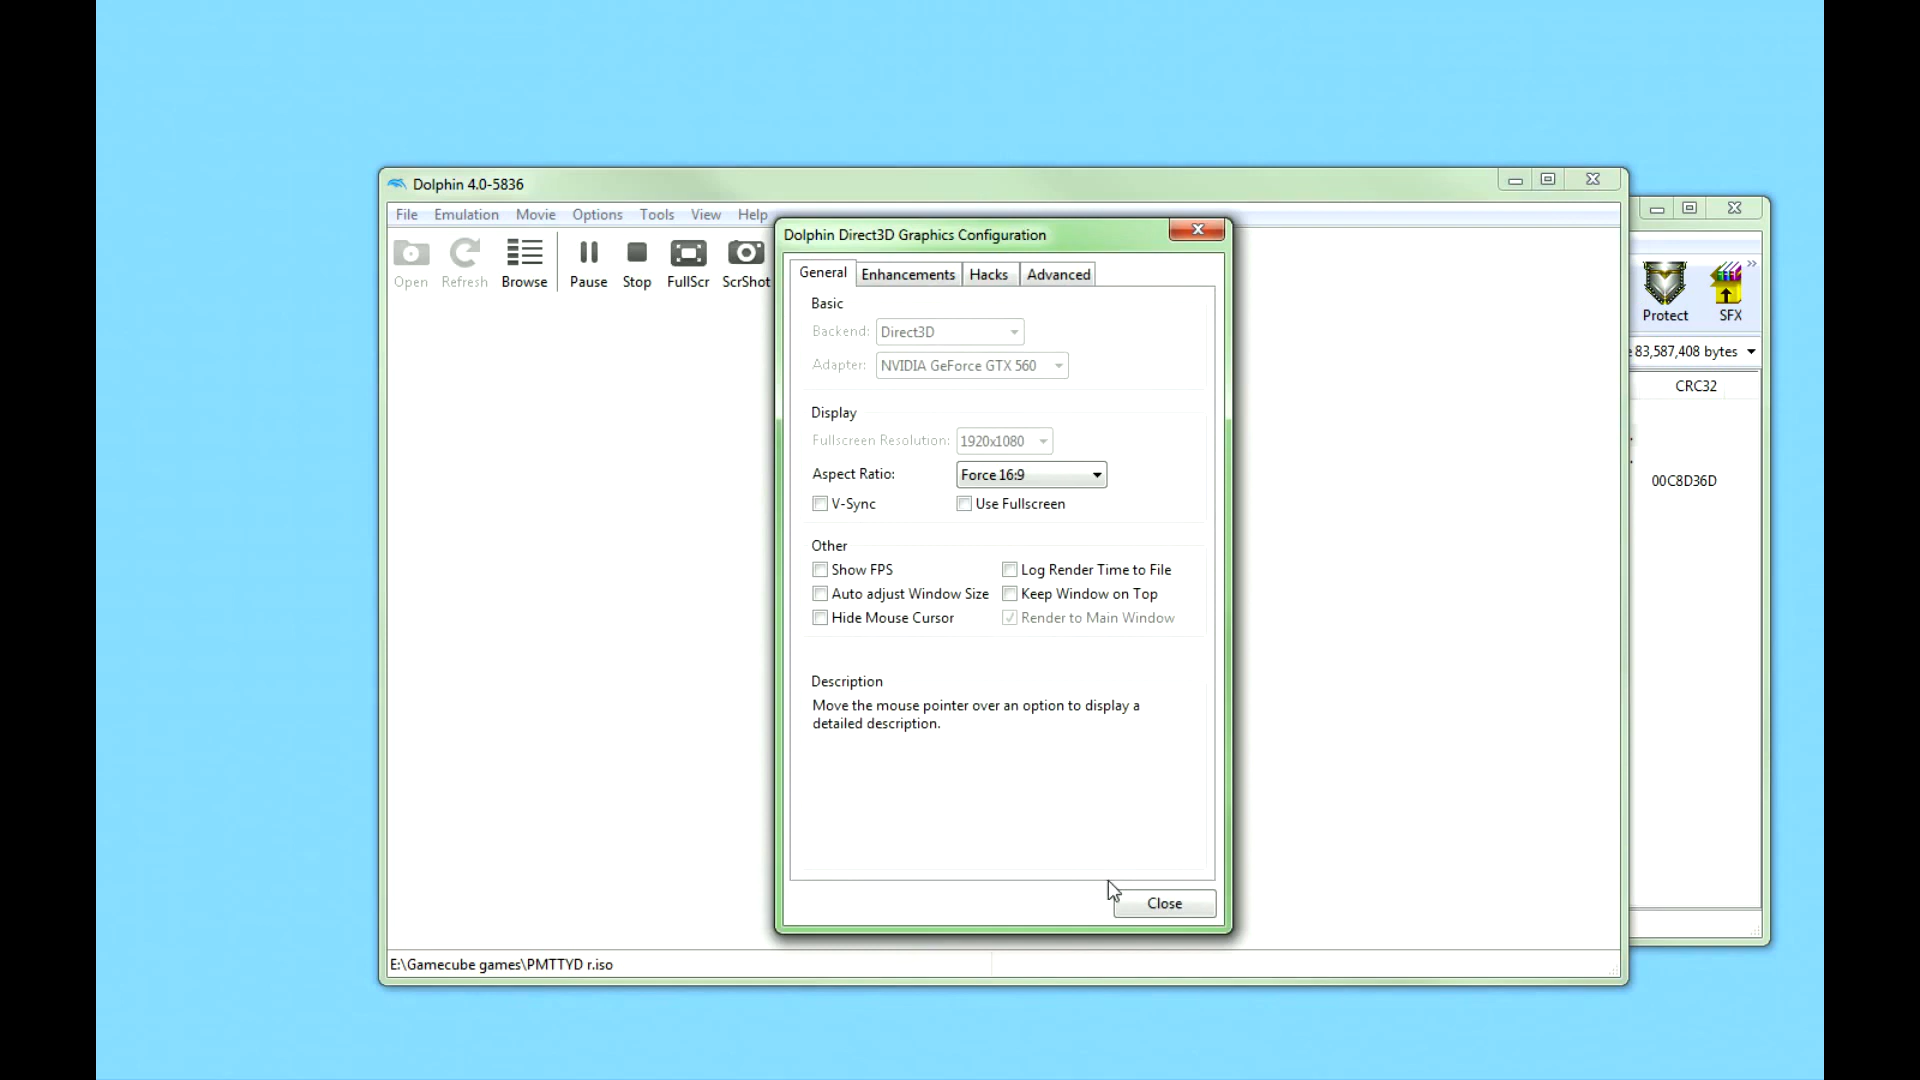 Dolphin 4.0-5836
File Emulation Movie Options Tools View Help
Open Refresh Browse Pause Stop FullScr ScrShot
Dolphin Direct3D Graphics Configuration
General Enhancements Hacks Advanced
Basic
Backend: Direct3D
Adapter: NVIDIA GeForce GTX 560
Display
Fullscreen Resolution: 1920x1080
Aspect Ratio: Force 16:9
V-Sync Use Fullscreen
Other
Show FPS Log Render Time to File
Auto adjust Window Size Keep Window on Top
Hide Mouse Cursor Render to Main Window
Description
Move the mouse pointer over an option to display a
detailed description.
Close
E:\Gamecube games\PMTTYD r.iso
Protect SFX
83,587,408 bytes
CRC32
00C8D36D